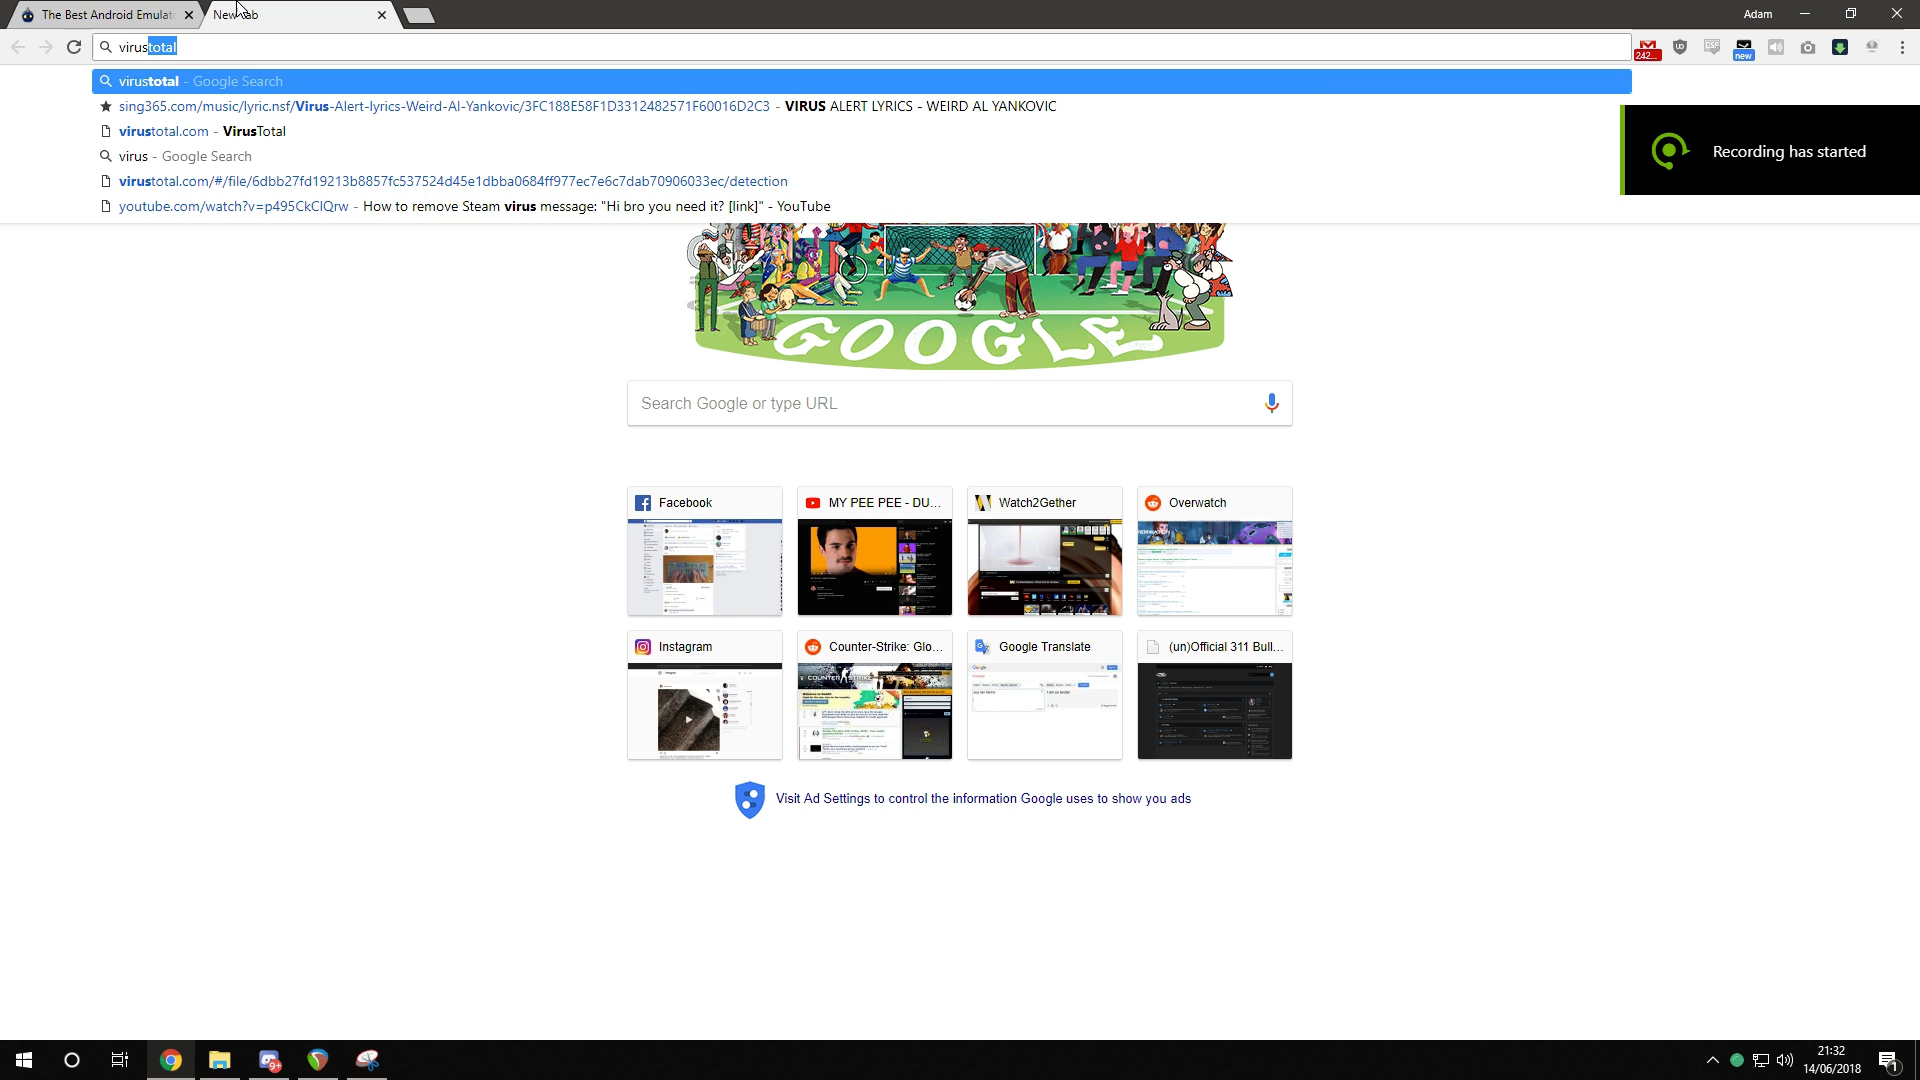 The Best Android Emulat
New Tab
Adam
virustotal
242...
new
virustotal - Google Search
sing365.com/music/lyric.nsf/Virus-Alert-lyrics-Weird-Al-Yankovic/3FC188E58F1D3312482571F60016D2C3 - VIRUS ALERT LYRICS - WEIRD AL YANKOVIC
virustotal.com - VirusTotal
virus - Google Search
virustotal.com/#/file/6dbb27fd19213b8857fc537524d45e1dbba0684ff977ec7e6c7dab70906033ec/detection
youtube.com/watch?v=p495CkCIQrw - How to remove Steam virus message: "Hi bro you need it? [link]" - YouTube
Recording has started
GOOGLE
Search Google or type URL
Facebook
MY PEE PEE - DU...
Watch2Gether
Overwatch
Instagram
Counter-Strike: Glo...
Google Translate
(un)Official 311 Bull...
Visit Ad Settings to control the information Google uses to show you ads
9+
21:32
14/06/2018
1